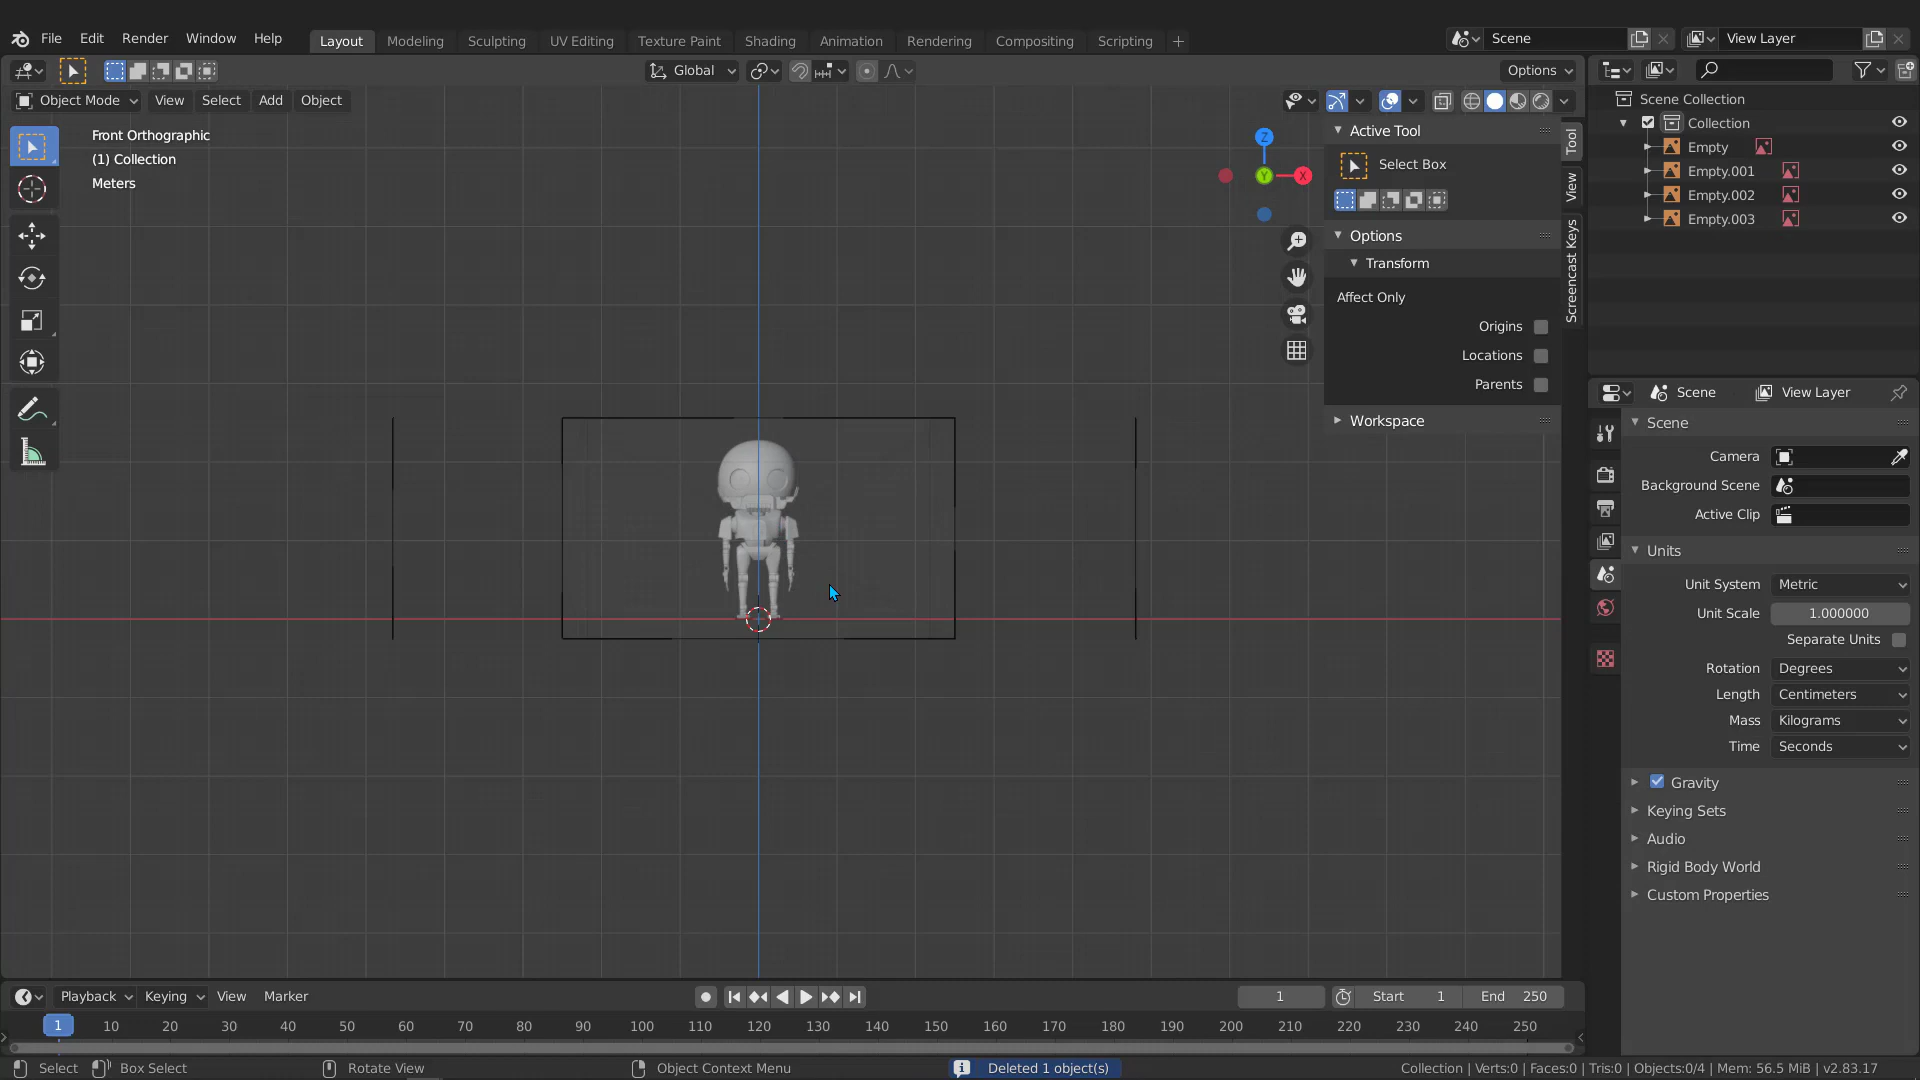 File Edit Render Window Help Layout Modeling Sculpting UV Editing Texture Paint Shading Animation Rendering Compositing Scripting Scene View Layer
Global Options
Object Mode View Select Add Object
Front Orthographic
(1) Collection
Meters
Z
X
Y
Active Tool
Select Box
Options
Transform
Affect Only
Origins
Locations
Parents
Workspace
Tool
View
Screencast Keys
Scene Collection
Collection
Empty
Empty.001
Empty.002
Empty.003
Scene View Layer
Scene
Camera
Background Scene
Active Clip
Units
Unit System Metric
Unit Scale 1.000000
Separate Units
Rotation Degrees
Length Centimeters
Mass Kilograms
Time Seconds
Gravity
Keying Sets
Audio
Rigid Body World
Custom Properties
Playback Keying View Marker 1 Start 1 End 250
1 10 20 30 40 50 60 70 80 90 100 110 120 130 140 150 160 170 180 190 200 210 220 230 240 250
Select Box Select Rotate View Object Context Menu Deleted 1 object(s) Collection | Verts:0 | Faces:0 | Tris:0 | Objects:0/4 | Mem: 56.5 MiB | v2.83.17